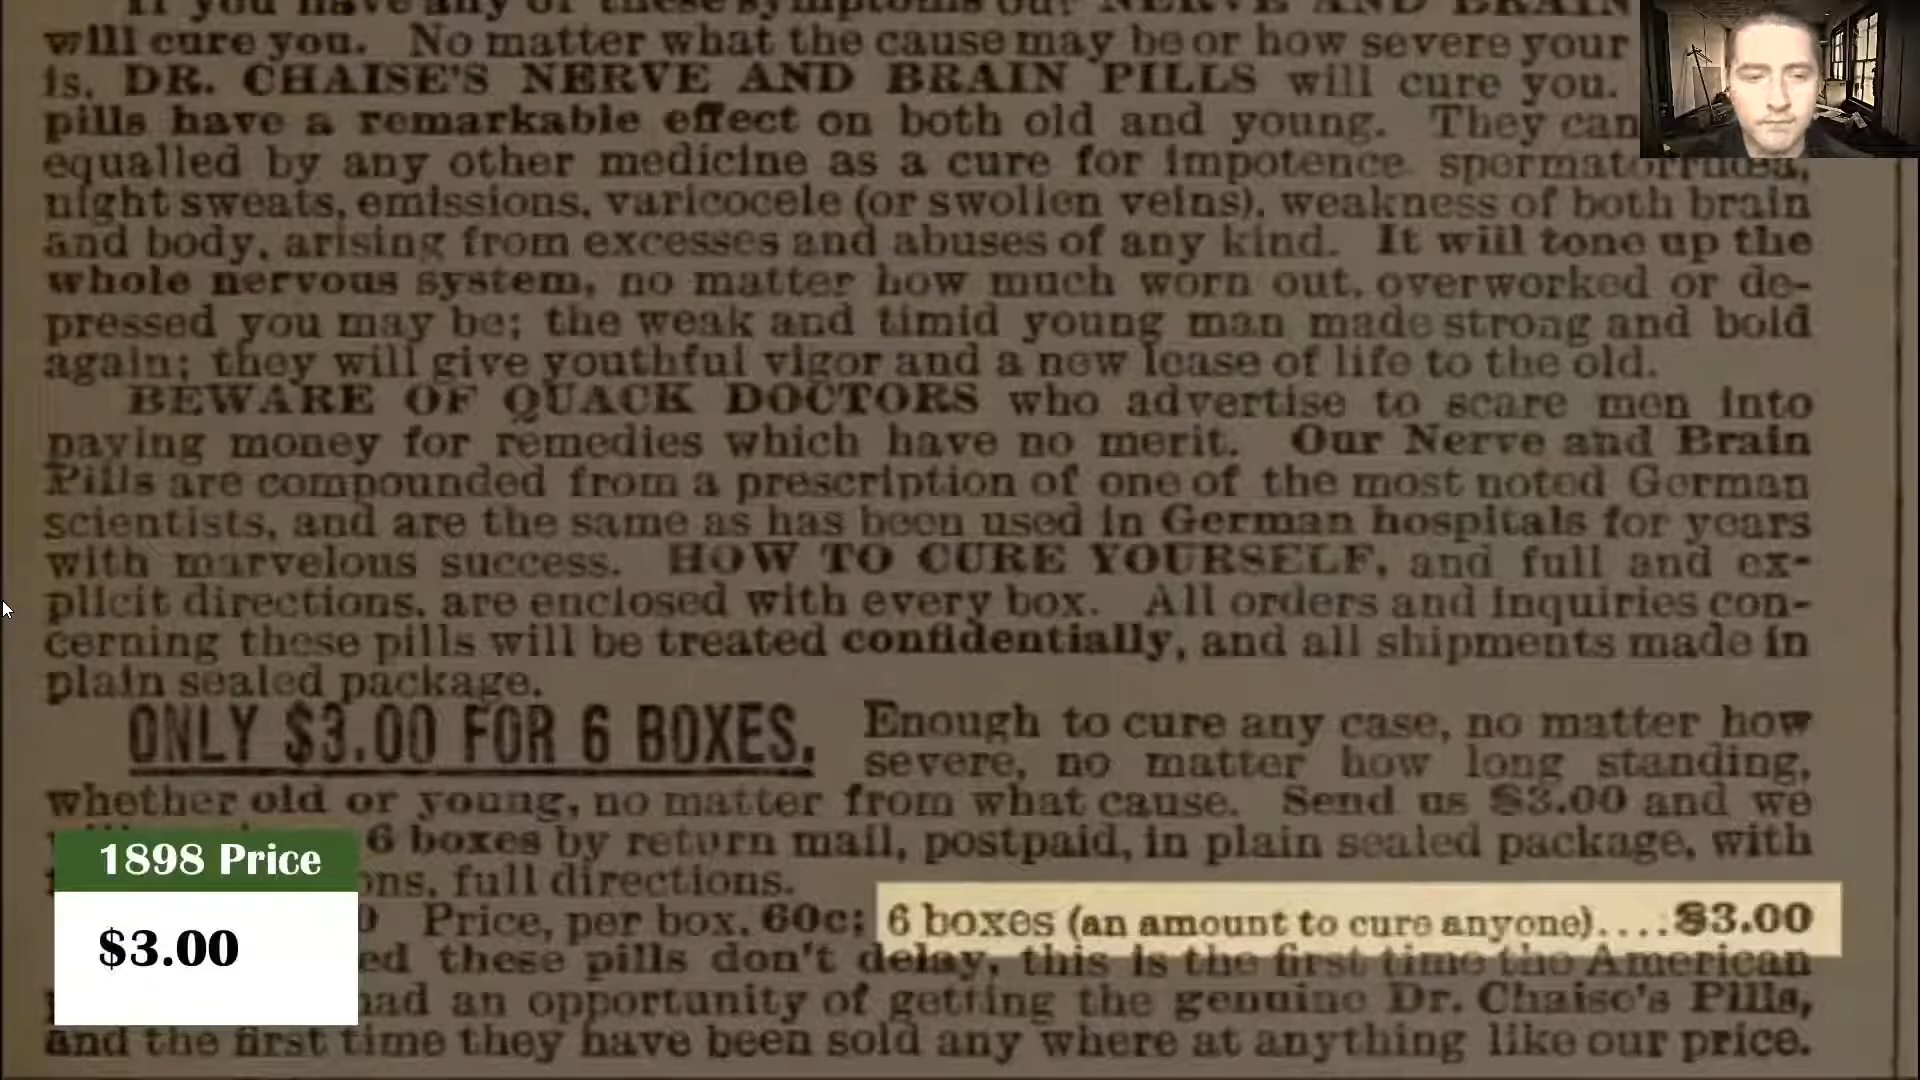 If you have any of these symptoms our NERVE AND BRAIN
will cure you. No matter what the cause may be or how severe your
is, DR. CHAISE'S NERVE AND BRAIN PILLS will cure you.
pills have a remarkable effect on both old and young. They can
equalled by any other medicine as a cure for impotence, spermatorrhoea,
night sweats, emissions, varicocele (or swollen veins), weakness of both brain
and body, arising from excesses and abuses of any kind. It will tone up the
whole nervous system, no matter how much worn out, overworked or de-
pressed you may be; the weak and timid young man made strong and bold
again; they will give youthful vigor and a new lease of life to the old.
BEWARE OF QUACK DOCTORS who advertise to scare men into
paying money for remedies which have no merit. Our Nerve and Brain
Pills are compounded from a prescription of one of the most noted German
scientists, and are the same as has been used in German hospitals for years
with marvelous success. HOW TO CURE YOURSELF, and full and ex-
plicit directions, are enclosed with every box. All orders and inquiries con-
cerning these pills will be treated confidentially, and all shipments made in
plain sealed package.
ONLY $3.00 FOR 6 BOXES. Enough to cure any case, no matter how
severe, no matter how long standing,
whether old or young, no matter from what cause. Send us $3.00 and we
6 boxes by return mail, postpaid, in plain sealed package, with
full directions.
Price, per box, 60c; 6 boxes (an amount to cure anyone)....$3.00
these pills don't delay, this is the first time the American
had an opportunity of getting the genuine Dr. Chaise's Pills,
and the first time they have been sold any where at anything like our price.
1898 Price
$3.00